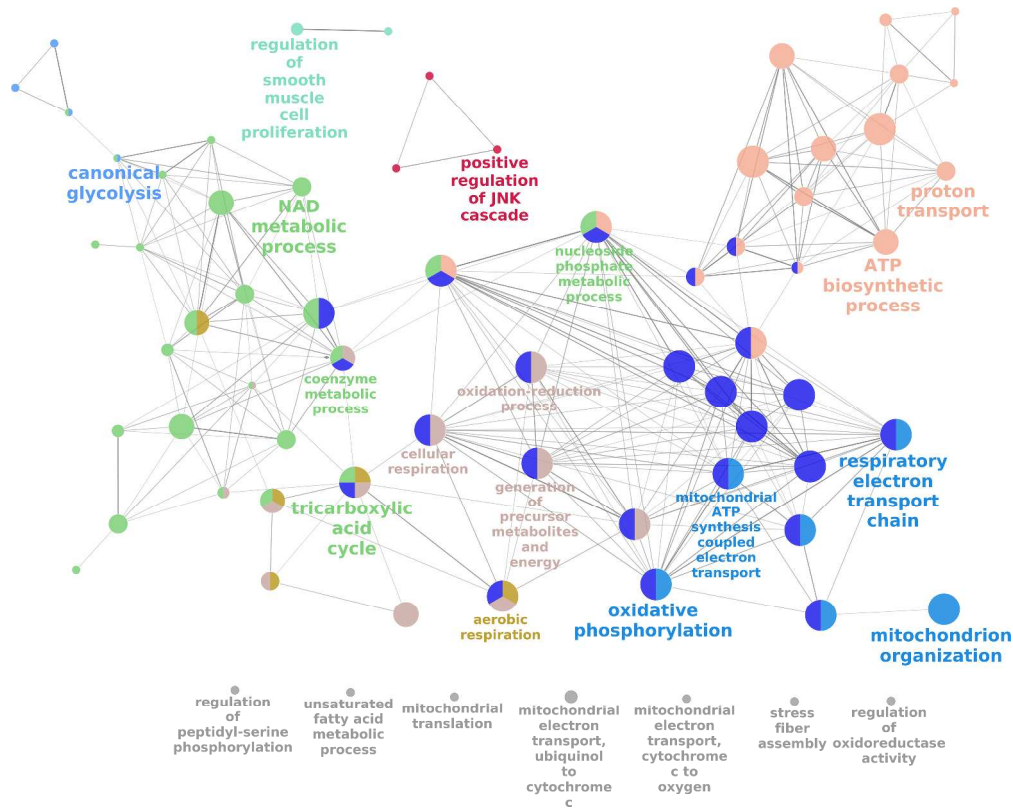 regulation
of
smooth
muscle
cell
proliferation
canonical
glycolysis
positive
regulation
of JNK
cascade
NAD
metabolic
process
proton
transport
nucleoside
phosphate
metabolic
process
ATP
biosynthetic
process
coenzyme
metabolic
process
oxidation-reduction
process
cellular
respiration
generation
of
precursor
metabolites
and
energy
mitochondrial
ATP
synthesis
coupled
electron
transport
respiratory
electron
transport
chain
tricarboxylic
acid
cycle
aerobic
respiration
oxidative
phosphorylation
mitochondrion
organization
regulation
of
peptidyl-serine
phosphorylation
unsaturated
fatty acid
metabolic
process
mitochondrial
translation
mitochondrial
electron
transport,
ubiquinol
to
cytochrome
c
mitochondrial
electron
transport,
cytochrome
c to
oxygen
stress
fiber
assembly
regulation
of
oxidoreductase
activity